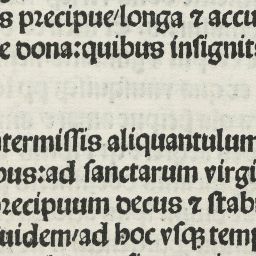 s precipue/longa ⁊ accu
e dona:quibus insignit
ntermissis aliquantulum
ous:ad sanctarum virgi
precipuum decus ⁊ stab
uidem/ad hoc vsqꝫ temp